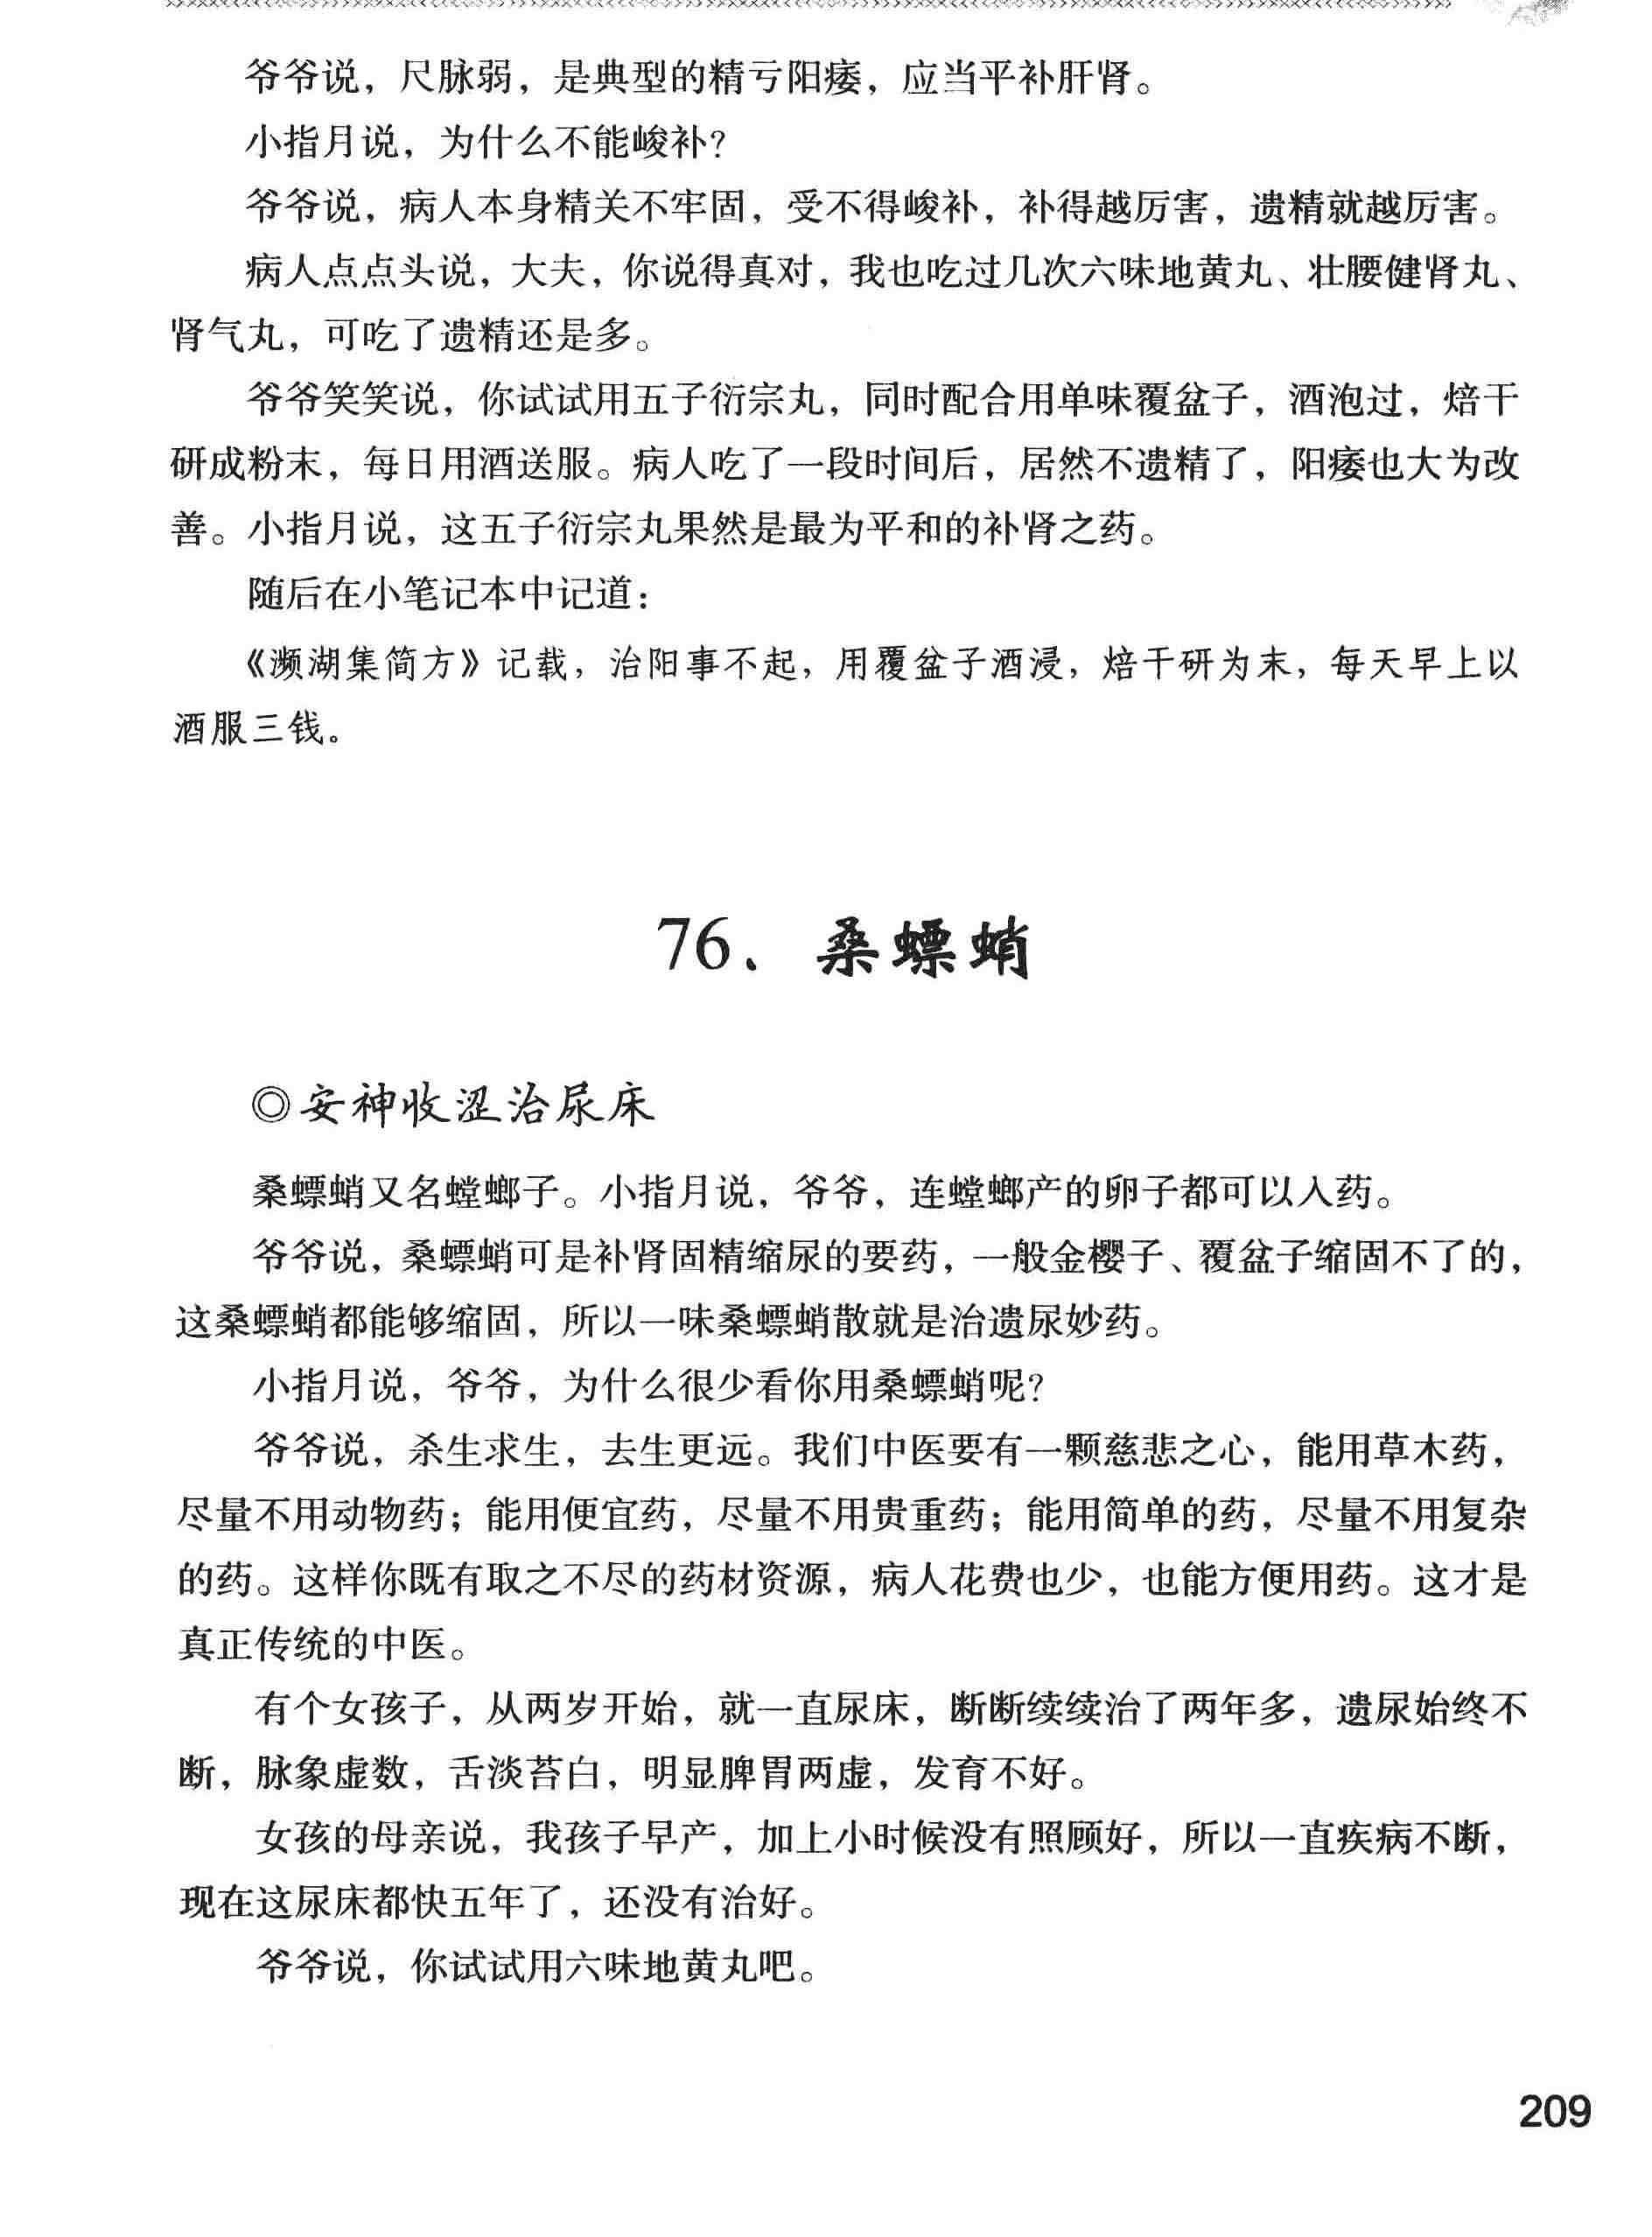 爷爷说，尺脉弱，是典型的精亏阳痿，应当平补肝肾。
小指月说，为什么不能峻补？
爷爷说，病人本身精关不牢固，受不得峻补，补得越厉害，遗精就越厉害。
病人点点头说，大夫，你说得真对，我也吃过几次六味地黄丸、壮腰健肾丸、
肾气丸，可吃了遗精还是多。
爷爷笑笑说，你试试用五子衍宗丸，同时配合用单味覆盆子，酒泡过，焙干
研成粉末，每日用酒送服。病人吃了一段时间后，居然不遗精了，阳痿也大为改
善。小指月说，这五子衍宗丸果然是最为平和的补肾之药。
随后在小笔记本中记道：
《濒湖集简方》记载，治阳事不起，用覆盆子酒浸，焙干研为末，每天早上以
酒服三钱。
76、桑螵蛸
◎安神收涩治尿床
桑螵蛸又名螳螂子。小指月说，爷爷，连螳螂产的卵子都可以入药。
爷爷说，桑螵蛸可是补肾固精缩尿的要药，一般金樱子、覆盆子缩固不了的，
这桑螵蛸都能够缩固，所以一味桑螵蛸散就是治遗尿妙药。
小指月说，爷爷，为什么很少看你用桑螵蛸呢？
爷爷说，杀生求生，去生更远。我们中医要有一颗慈悲之心，能用草木药，
尽量不用动物药；能用便宜药，尽量不用贵重药；能用简单的药，尽量不用复杂
的药。这样你既有取之不尽的药材资源，病人花费也少，也能方便用药。这才是
真正传统的中医。
有个女孩子，从两岁开始，就一直尿床，断断续续治了两年多，遗尿始终不
断，脉象虚数，舌淡苔白，明显脾胃两虚，发育不好。
女孩的母亲说，我孩子早产，加上小时候没有照顾好，所以一直疾病不断，
现在这尿床都快五年了，还没有治好。
爷爷说，你试试用六味地黄丸吧。
209